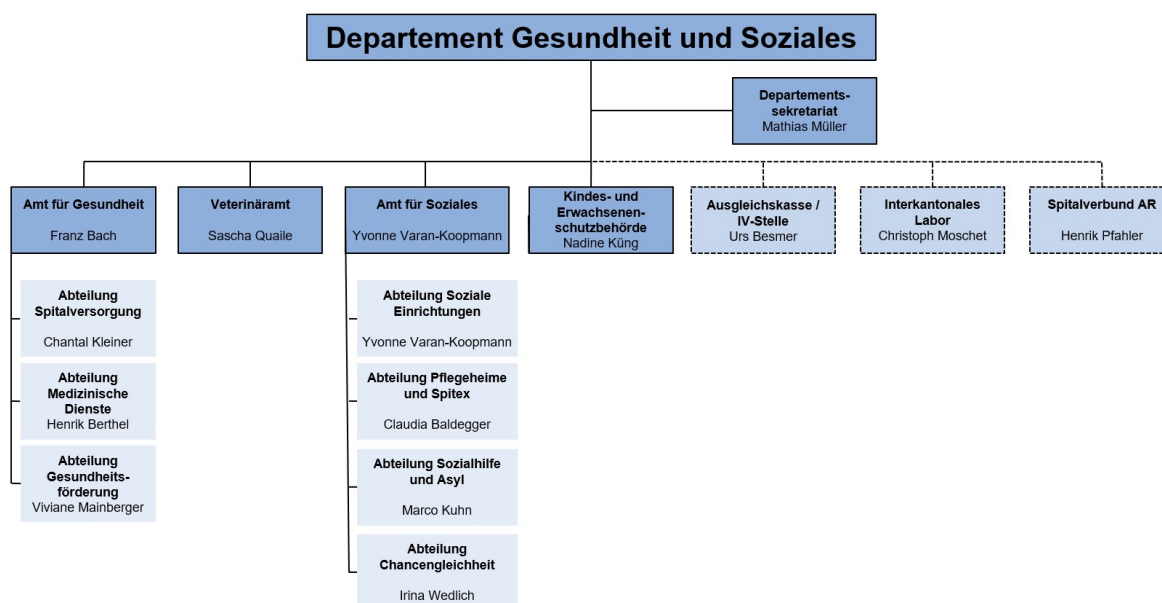 Departement Gesundheit und Soziales
Departements-
sekretariat
Mathias Müller
Amt für Gesundheit
Franz Bach
Veterinäramt
Sascha Quaile
Amt für Soziales
Yvonne Varan-Koopmann
Kindes- und
Erwachsenen-
schutzbehörde
Nadine Küng
Ausgleichskasse /
IV-Stelle
Urs Besmer
Interkantonales
Labor
Christoph Moschet
Spitalverbund AR
Henrik Pfahler
Abteilung
Spitalversorgung
Chantal Kleiner
Abteilung
Medizinische
Dienste
Henrik Berthel
Abteilung
Gesundheits-
förderung
Viviane Mainberger
Abteilung Soziale
Einrichtungen
Yvonne Varan-Koopmann
Abteilung Pflegeheime
und Spitex
Claudia Baldegger
Abteilung Sozialhilfe
und Asyl
Marco Kuhn
Abteilung
Chancengleichheit
Irina Wedlich